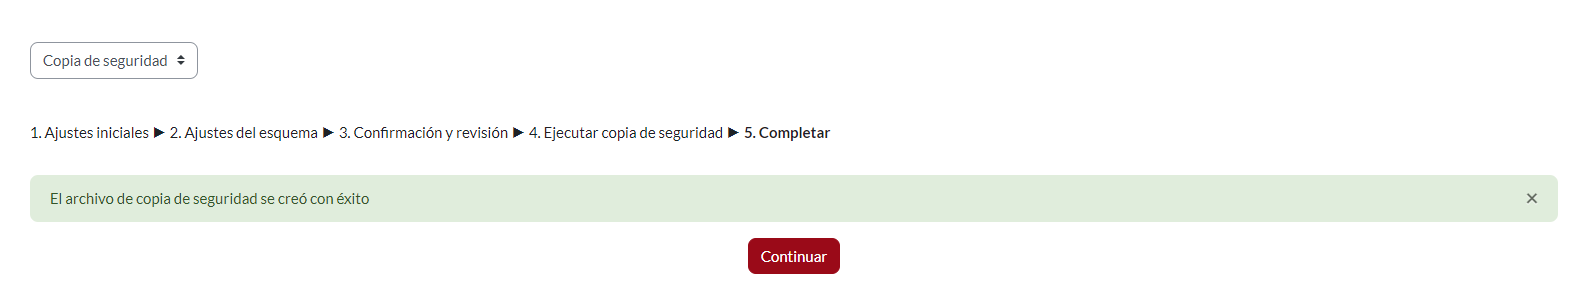 Copia de seguridad
1. Ajustes iniciales ► 2. Ajustes del esquema ► 3. Confirmación y revisión ► 4. Ejecutar copia de seguridad ► 5. Completar
El archivo de copia de seguridad se creó con éxito ×
Continuar